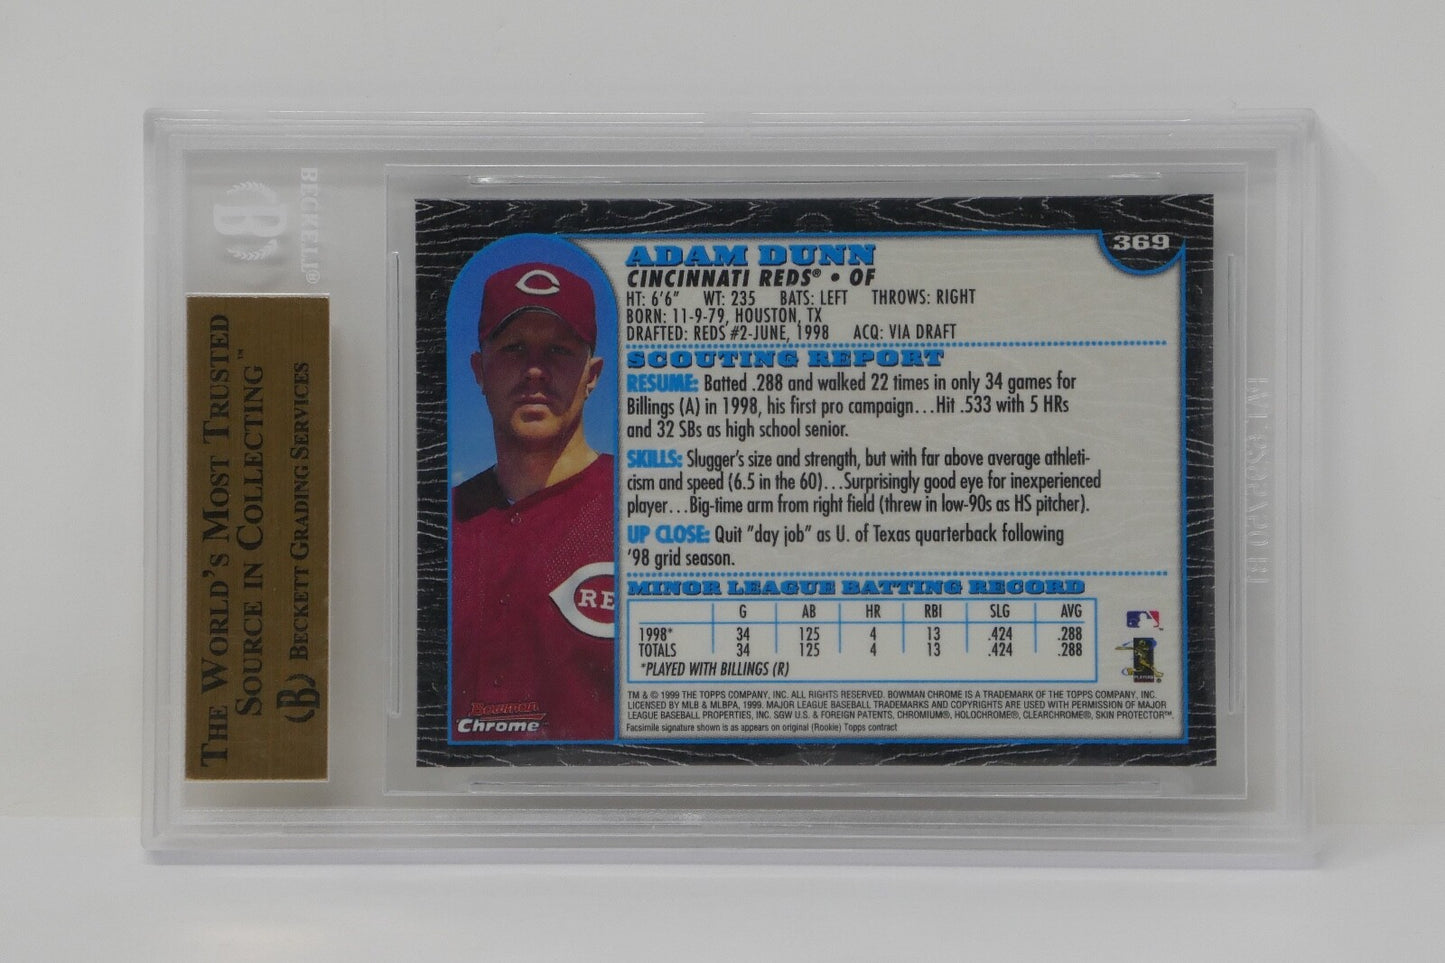 BECKETT®
B
THE WORLD'S MOST TRUSTED
SOURCE IN COLLECTING™
B BECKETT GRADING SERVICES
369
ADAM DUNN
CINCINNATI REDS® • OF
HT: 6'6" WT: 235 BATS: LEFT THROWS: RIGHT
BORN: 11-9-79, HOUSTON, TX
DRAFTED: REDS #2-JUNE, 1998 ACQ: VIA DRAFT
SCOUTING REPORT
RESUME: Batted .288 and walked 22 times in only 34 games for
Billings (A) in 1998, his first pro campaign...Hit .533 with 5 HRs
and 32 SBs as high school senior.
SKILLS: Slugger's size and strength, but with far above average athleti-
cism and speed (6.5 in the 60)...Surprisingly good eye for inexperienced
player...Big-time arm from right field (threw in low-90s as HS pitcher).
UP CLOSE: Quit "day job" as U. of Texas quarterback following
'98 grid season.
MINOR LEAGUE BATTING RECORD
G AB HR RBI SLG AVG
1998* 34 125 4 13 .424 .288
TOTALS 34 125 4 13 .424 .288
*PLAYED WITH BILLINGS (R)
TM & © 1999 THE TOPPS COMPANY, INC. ALL RIGHTS RESERVED. BOWMAN CHROME IS A TRADEMARK OF THE TOPPS COMPANY, INC.
LICENSED BY MLB & MLBPA, 1999. MAJOR LEAGUE BASEBALL TRADEMARKS AND COPYRIGHTS ARE USED WITH PERMISSION OF MAJOR
LEAGUE BASEBALL PROPERTIES, INC. SGW U.S. & FOREIGN PATENTS, CHROMIUM®, HOLOCHROME®, CLEARCHROME®, SKIN PROTECTOR™.
Facsimile signature shown is as appears on original (Rookie) Topps contract
RE
Bowman
Chrome
PLAYERS